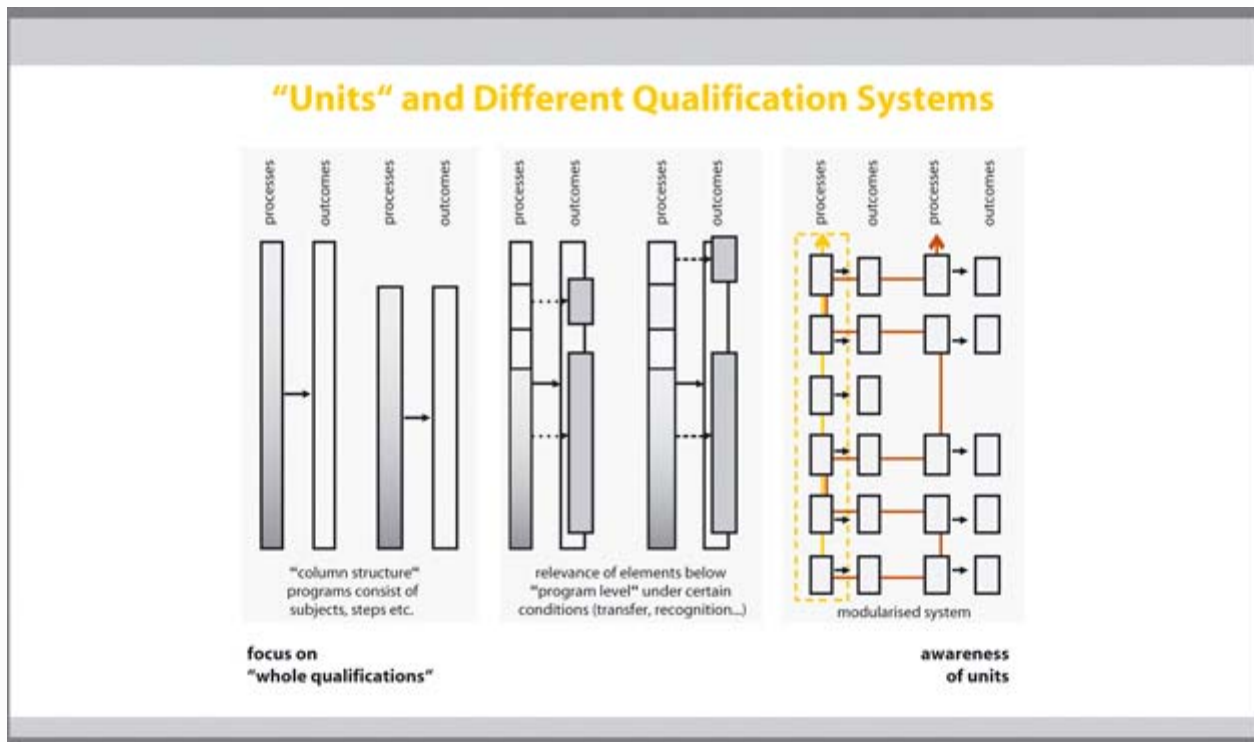 “Units“ and Different Qualification Systems
processes
outcomes
processes
outcomes
processes
outcomes
processes
outcomes
processes
outcomes
processes
outcomes
“column structure“
programs consist of
subjects, steps etc.
relevance of elements below
“program level“ under certain
conditions (transfer, recognition...)
modularised system
focus on
“whole qualifications“
awareness
of units